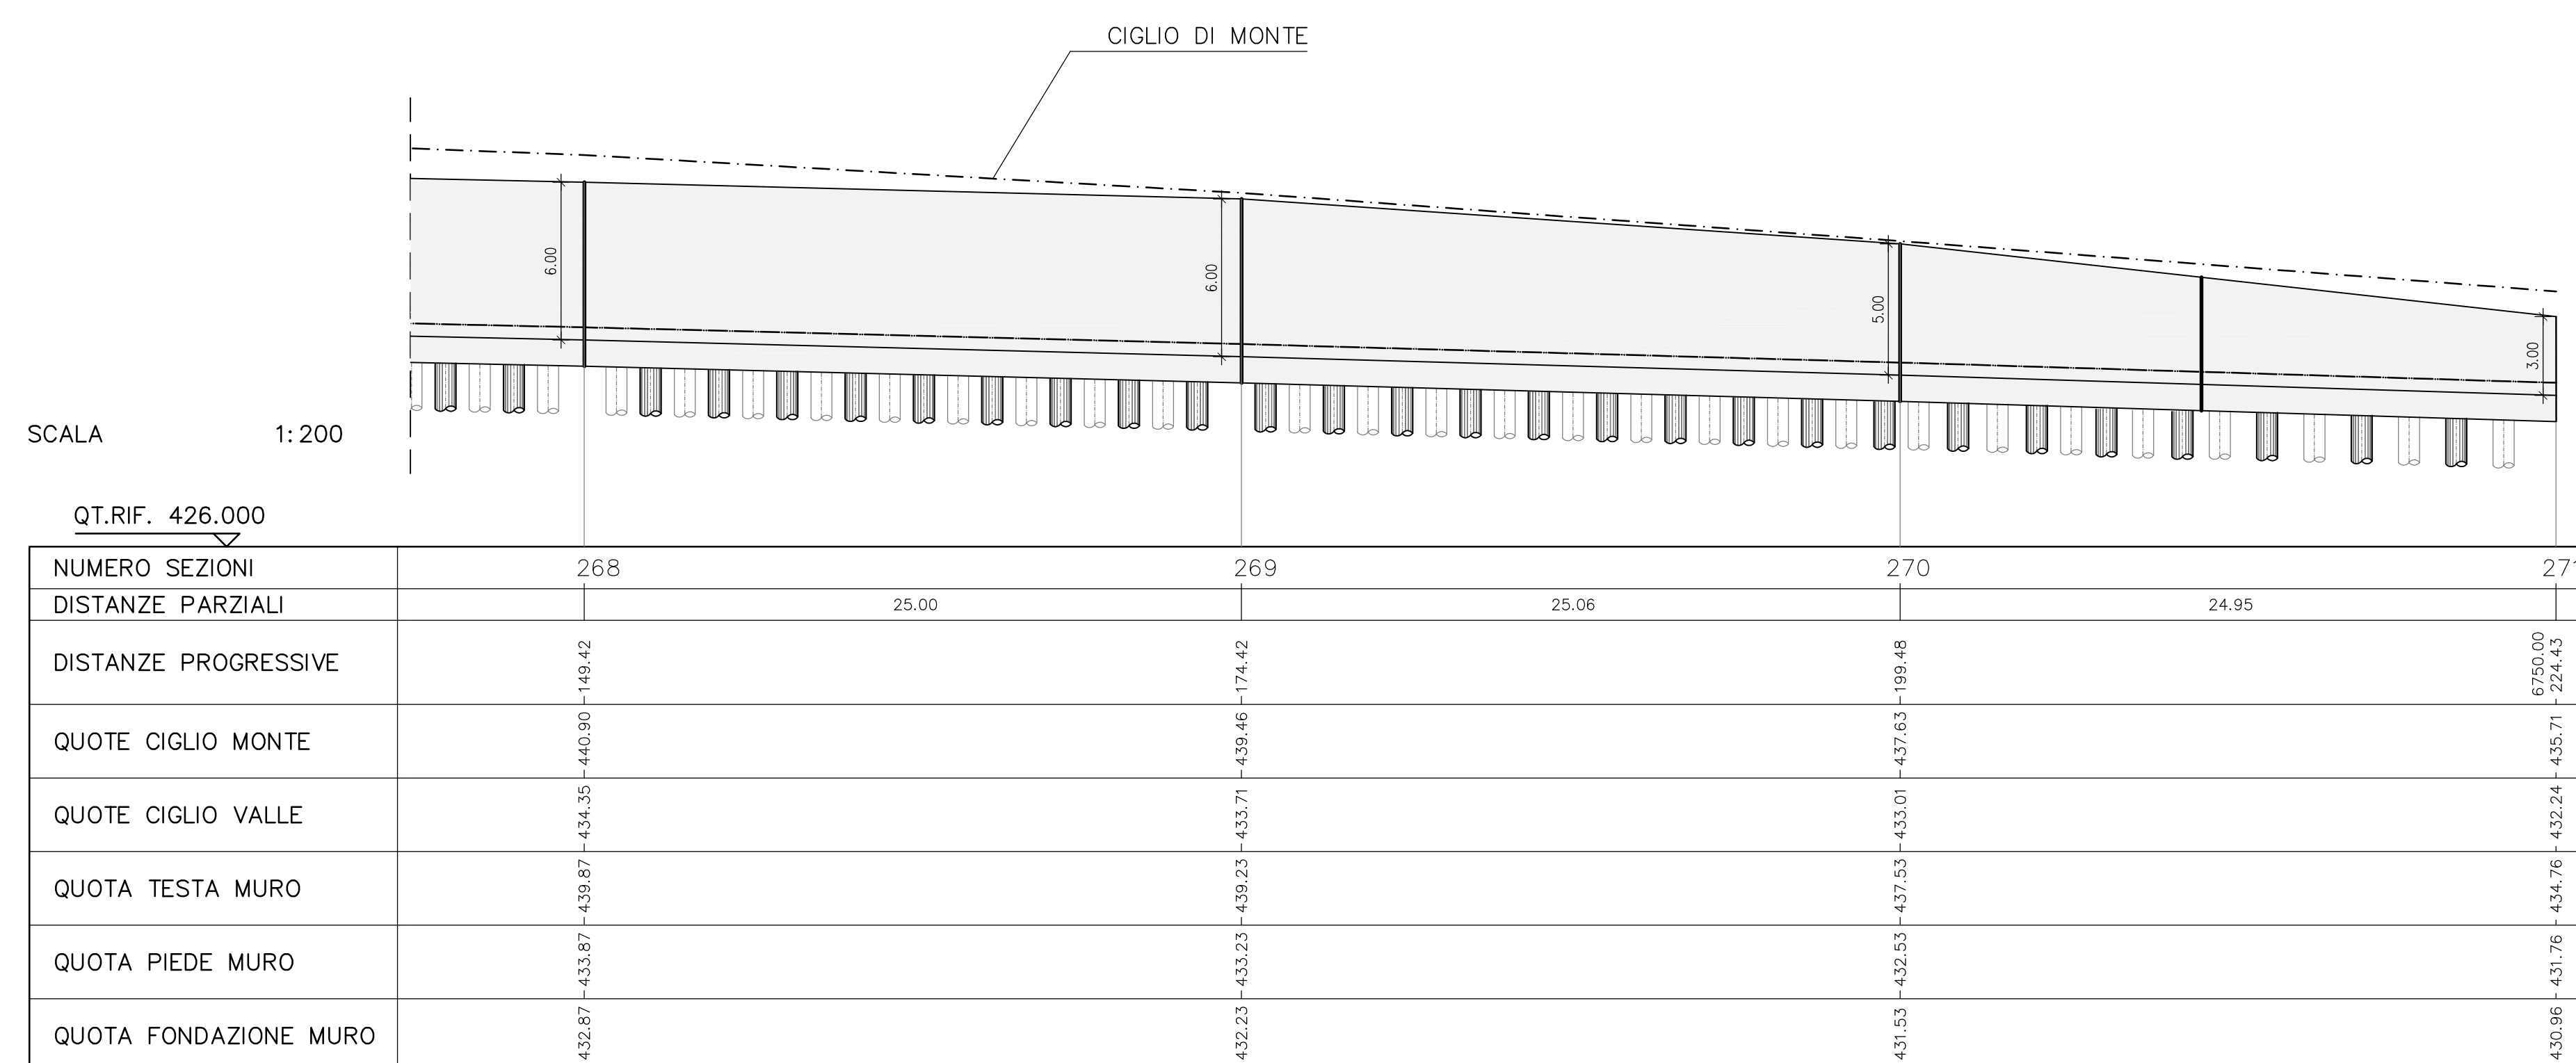 CIGLIO DI MONTE
6.00
6.00
5.00
3.00
SCALA 1:200
QT.RIF. 426.000
NUMERO SEZIONI 268 269 270 271
DISTANZE PARZIALI 25.00 25.06 24.95
DISTANZE PROGRESSIVE 149.42 174.42 199.48 6750.00 224.43
QUOTE CIGLIO MONTE 440.90 439.46 437.63 435.71
QUOTE CIGLIO VALLE 434.35 433.71 433.01 432.24
QUOTA TESTA MURO 439.87 439.23 437.53 434.76
QUOTA PIEDE MURO 433.87 433.23 432.53 431.76
QUOTA FONDAZIONE MURO 432.87 432.23 431.53 430.96